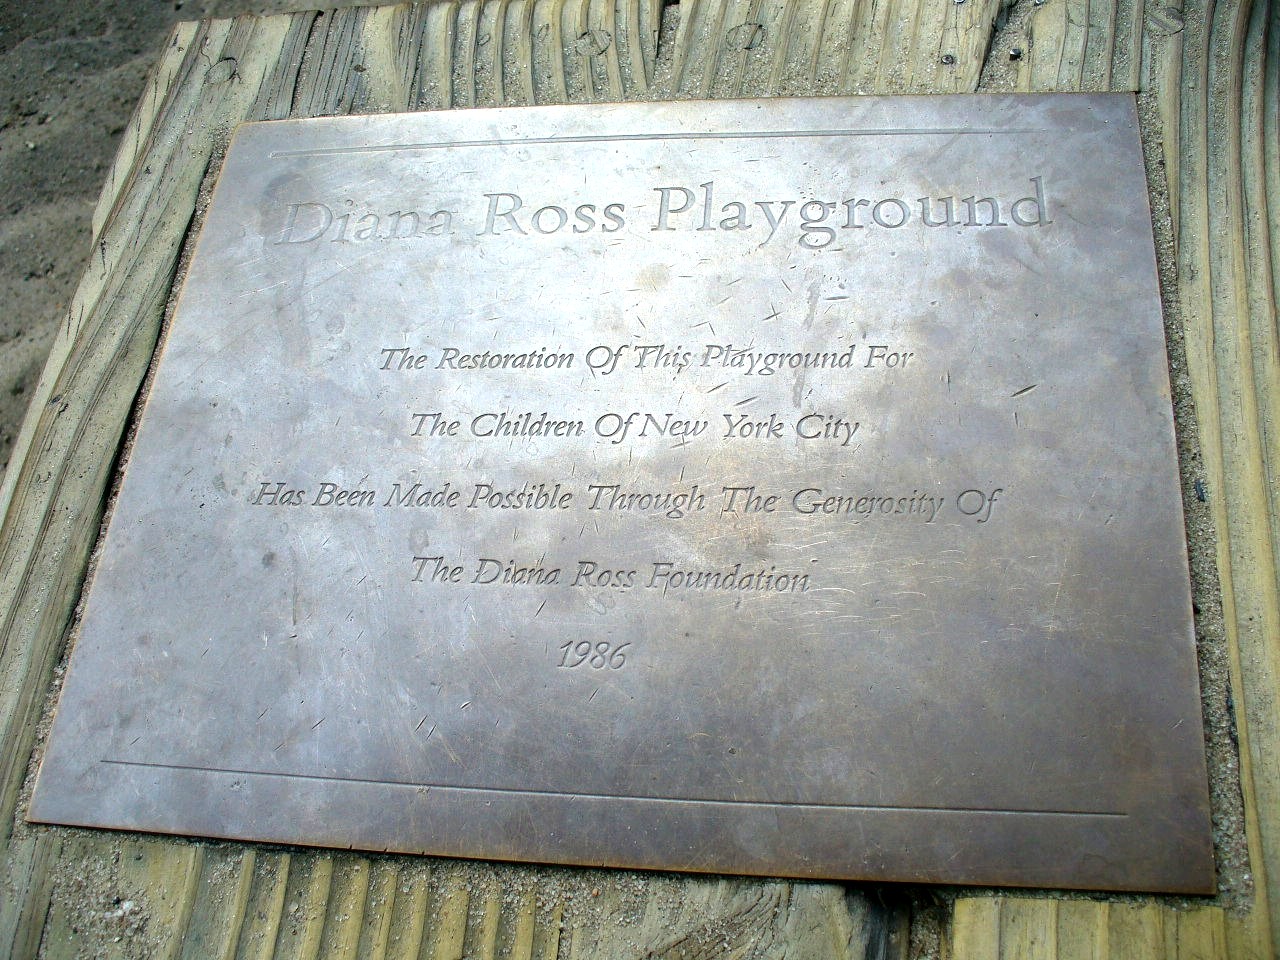 Diana Ross Playground
The Restoration Of This Playground For
The Children Of New York City
Has Been Made Possible Through The Generosity Of
The Diana Ross Foundation
1986